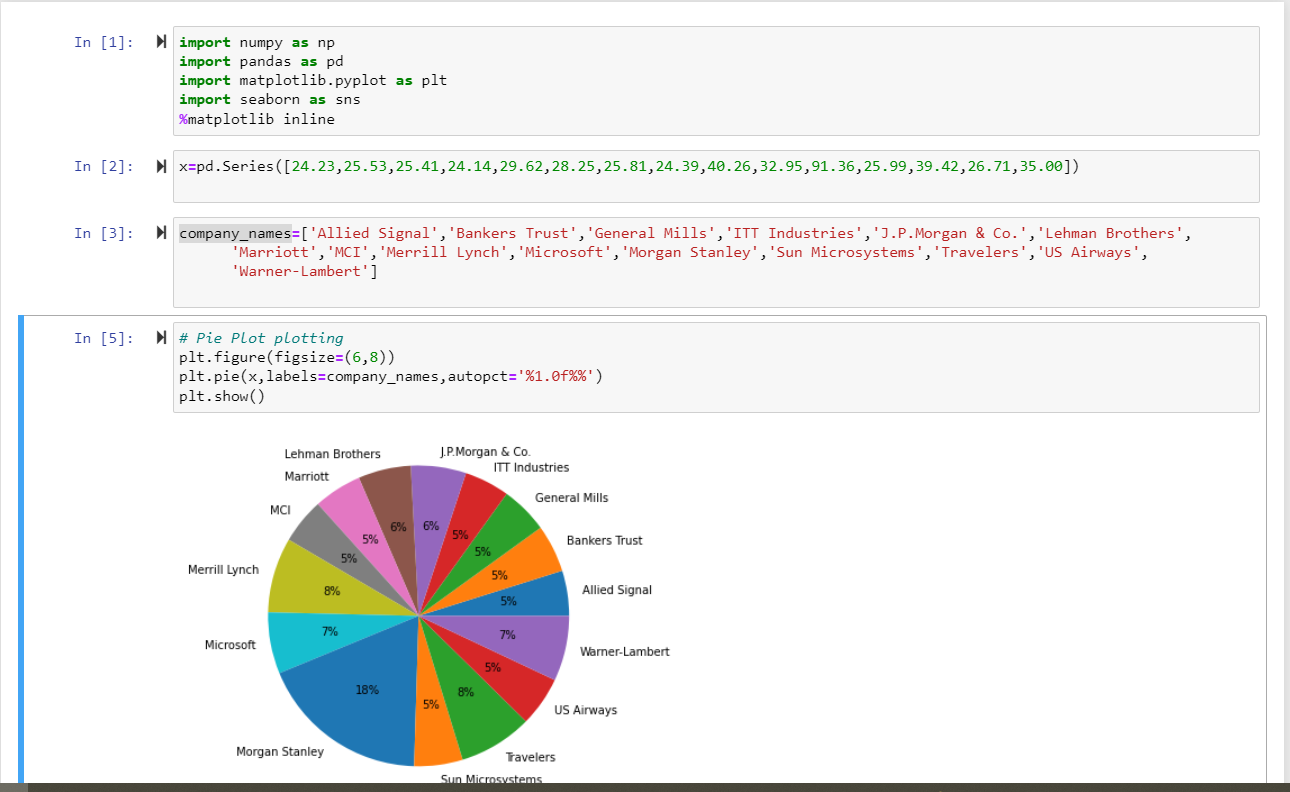 In [1]:
import numpy as np
import pandas as pd
import matplotlib.pyplot as plt
import seaborn as sns
%matplotlib inline
In [2]:
x=pd.Series([24.23,25.53,25.41,24.14,29.62,28.25,25.81,24.39,40.26,32.95,91.36,25.99,39.42,26.71,35.00])
In [3]:
company_names=['Allied Signal','Bankers Trust','General Mills','ITT Industries','J.P.Morgan & Co.','Lehman Brothers',
'Marriott','MCI','Merrill Lynch','Microsoft','Morgan Stanley','Sun Microsystems','Travelers','US Airways',
'Warner-Lambert']
In [5]:
# Pie Plot plotting
plt.figure(figsize=(6,8))
plt.pie(x,labels=company_names,autopct='%1.0f%%')
plt.show()
Lehman Brothers
J.P.Morgan & Co.
ITT Industries
Marriott
General Mills
MCI
6%
6%
5%
5%
Bankers Trust
5%
5%
Merrill Lynch
5%
Allied Signal
8%
5%
7%
7%
Microsoft
Warner-Lambert
5%
18%
8%
5%
US Airways
Morgan Stanley
Travelers
Sun Microsystems